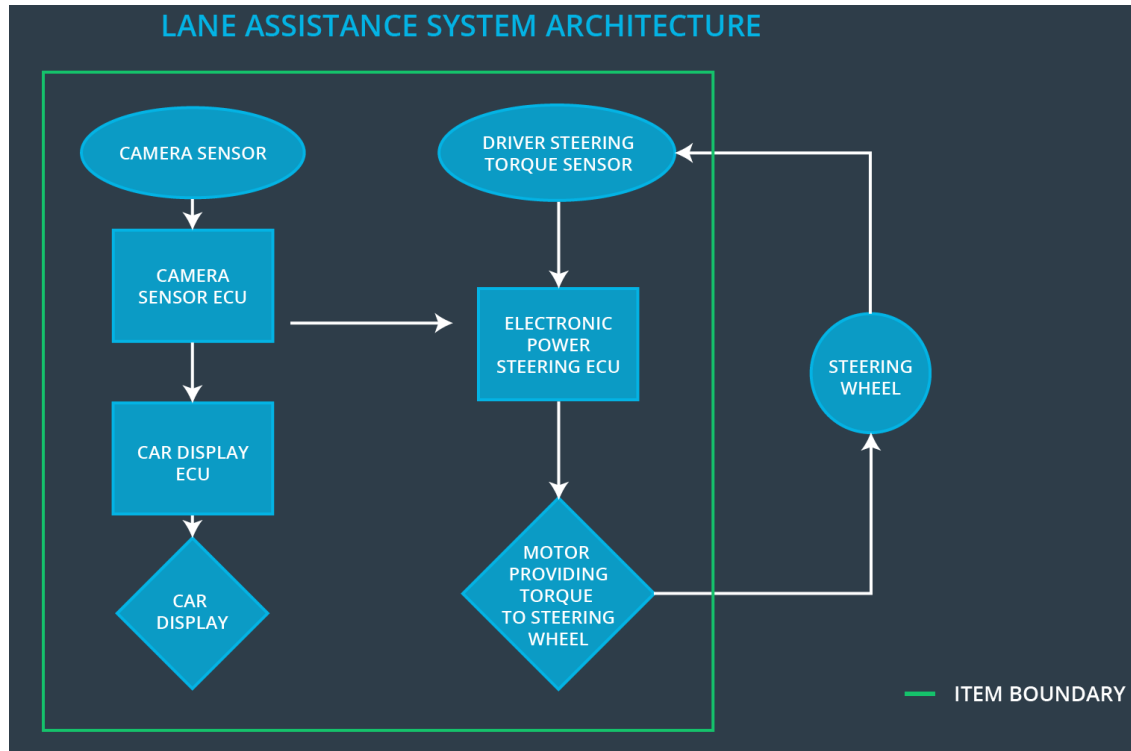 LANE ASSISTANCE SYSTEM ARCHITECTURE
CAMERA SENSOR
DRIVER STEERING
TORQUE SENSOR
CAMERA
SENSOR ECU
ELECTRONIC
POWER
STEERING ECU
STEERING
WHEEL
CAR DISPLAY
ECU
MOTOR
PROVIDING
TORQUE
TO STEERING
WHEEL
CAR
DISPLAY
ITEM BOUNDARY